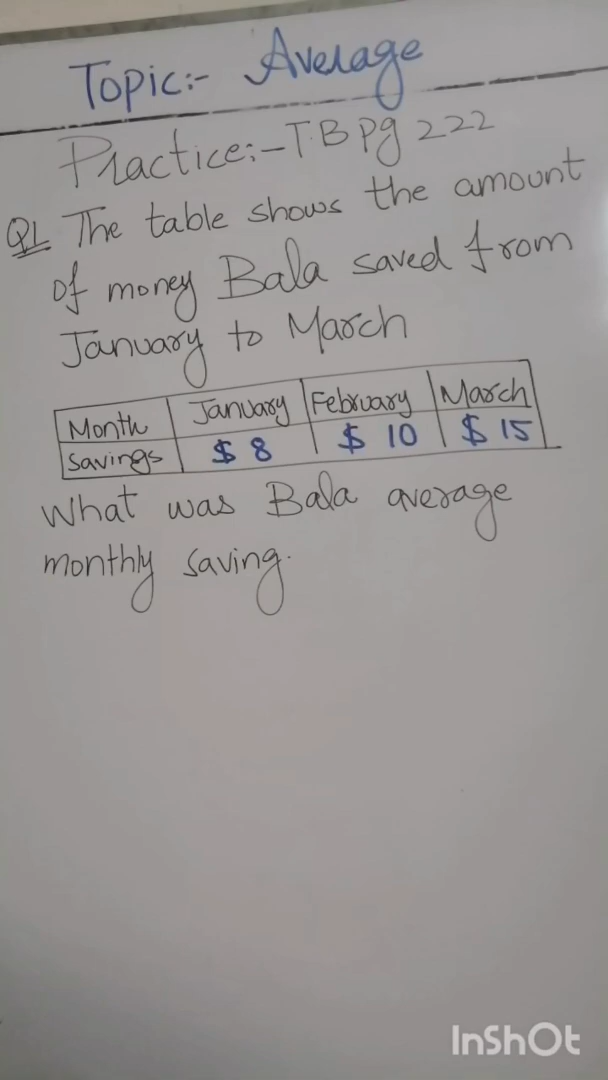 Topic:- Average
Practice:- TB pg 222
Q1 The table shows the amount
of money Bala saved from
January to March
Month January February March
Savings $ 8 $ 10 $ 15
What was Bala average
monthly saving.
InShOt